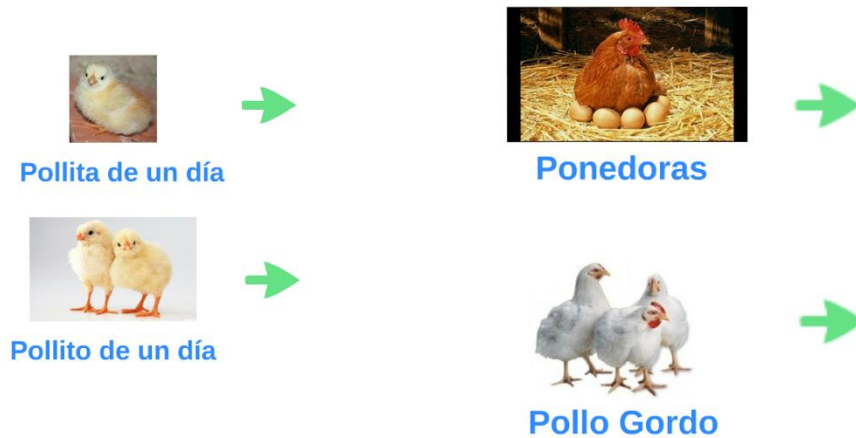 Pollita de un día
Ponedoras
Pollito de un día
Pollo Gordo